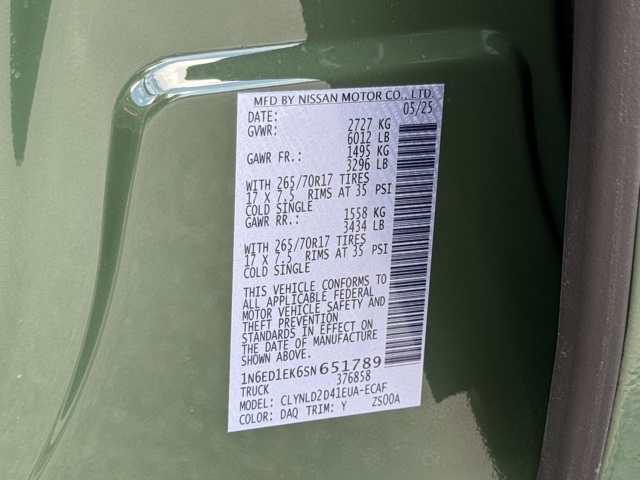 MFD BY NISSAN MOTOR CO., LTD.
DATE: 05/25
GVWR: 2727 KG
6012 LB
GAWR FR.: 1495 KG
3296 LB
WITH 265/70R17 TIRES
17 X 7.5 RIMS AT 35 PSI
COLD SINGLE
GAWR RR.: 1558 KG
3434 LB
WITH 265/70R17 TIRES
17 X 7.5 RIMS AT 35 PSI
COLD SINGLE
THIS VEHICLE CONFORMS TO
ALL APPLICABLE FEDERAL
MOTOR VEHICLE SAFETY AND
THEFT PREVENTION
STANDARDS IN EFFECT ON
THE DATE OF MANUFACTURE
SHOWN ABOVE.
1N6ED1EK6SN651789
TRUCK 376858
MODEL: CLYNLD2D41EUA-ECAF
COLOR: DAQ TRIM: Y ZS00A